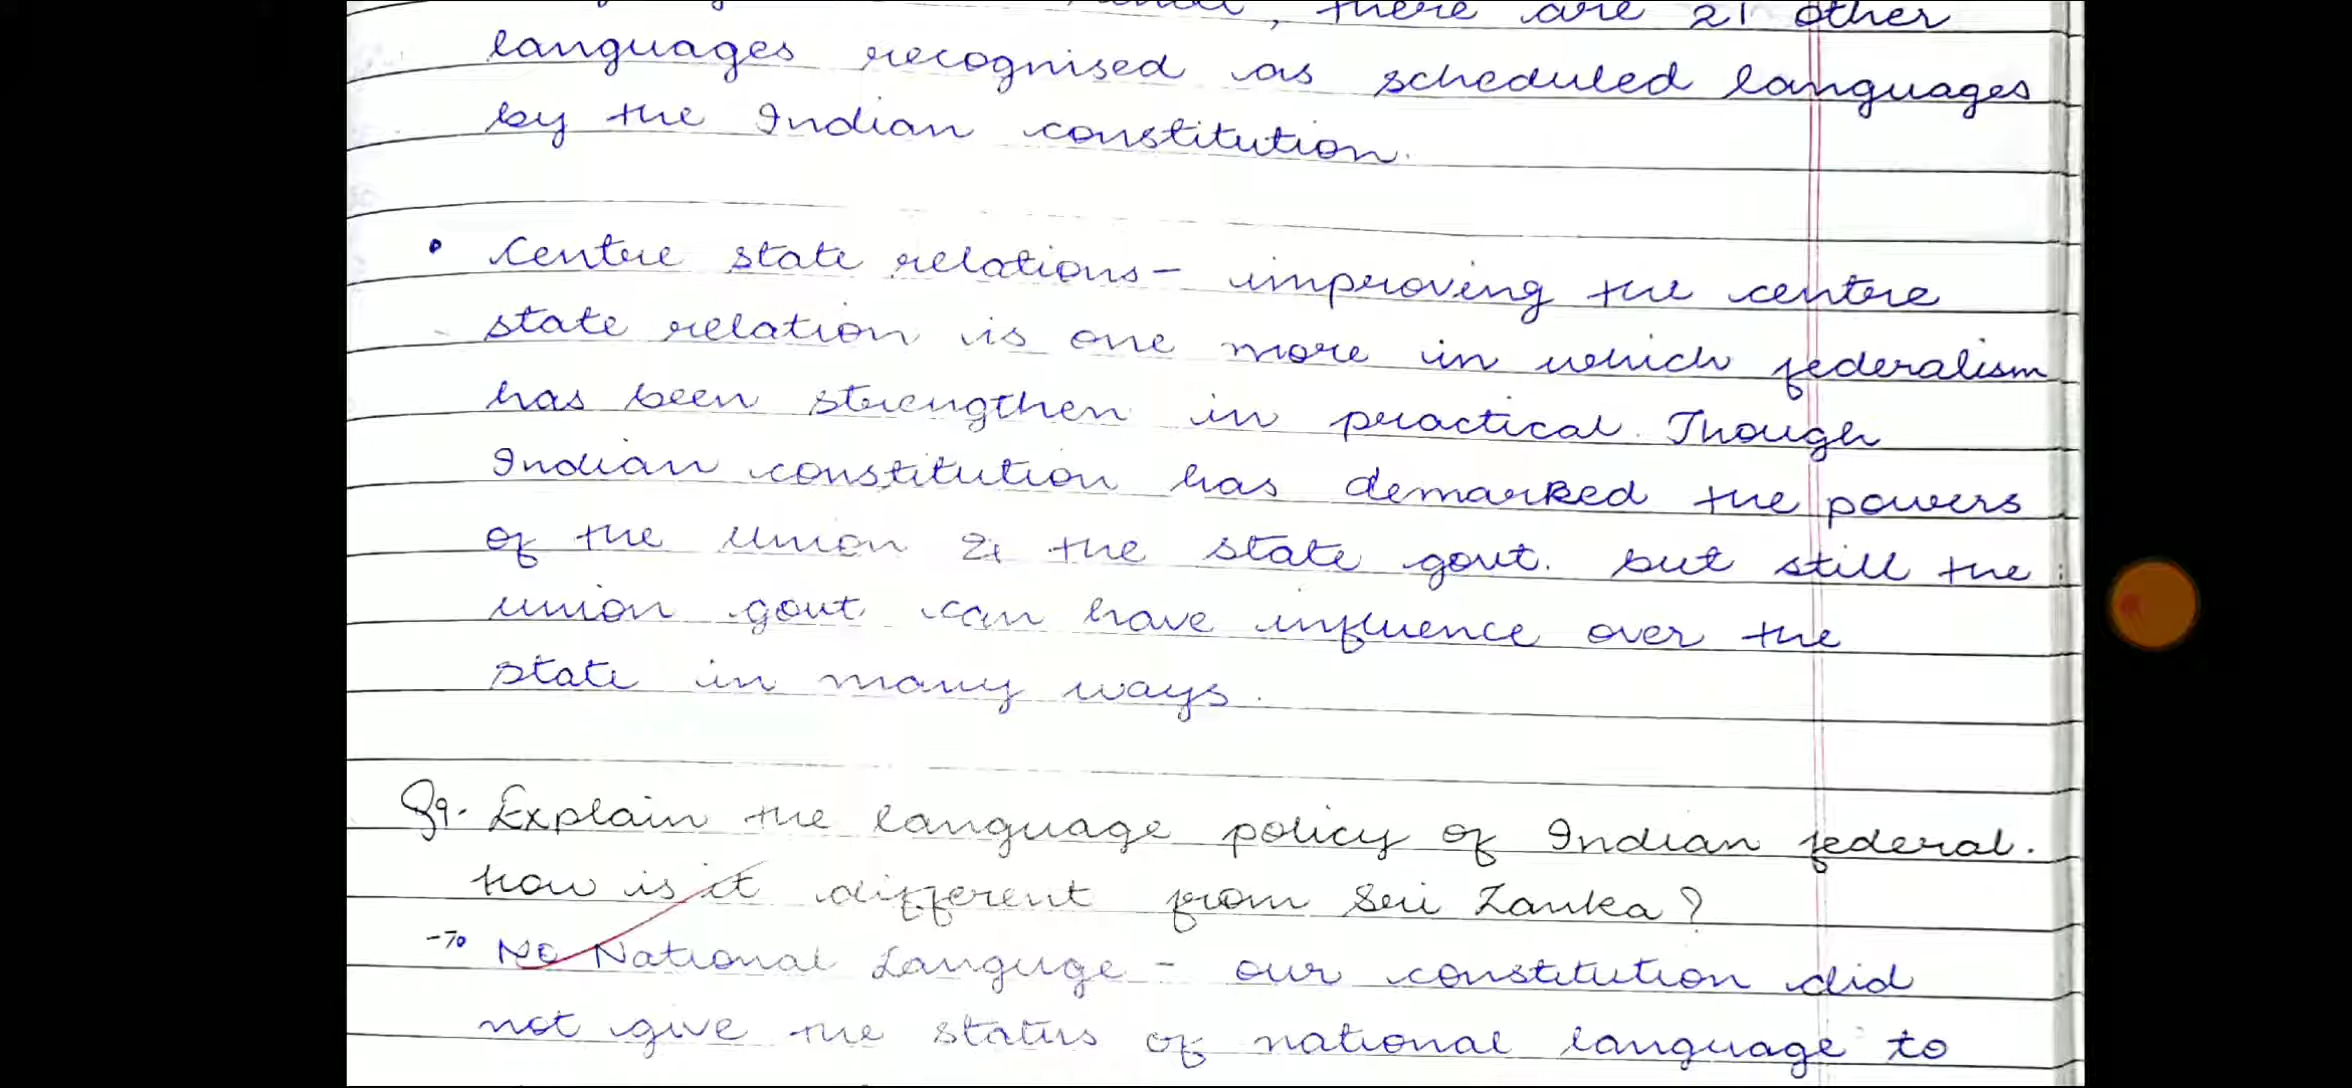 , there are 21 other
languages recognised as scheduled languages
by the Indian constitution.
• Centre state relations- improving the centre
state relation is one more in which federalism
has been strengthen in practical. Though
Indian constitution has demarked the powers
of the union & the state govt. but still the
union govt can have influence over the
state in many ways.
Q9. Explain the language policy of Indian federal.
how is it different from Sri Lanka?
→ No National Languge - our constitution did
not give the status of national language to